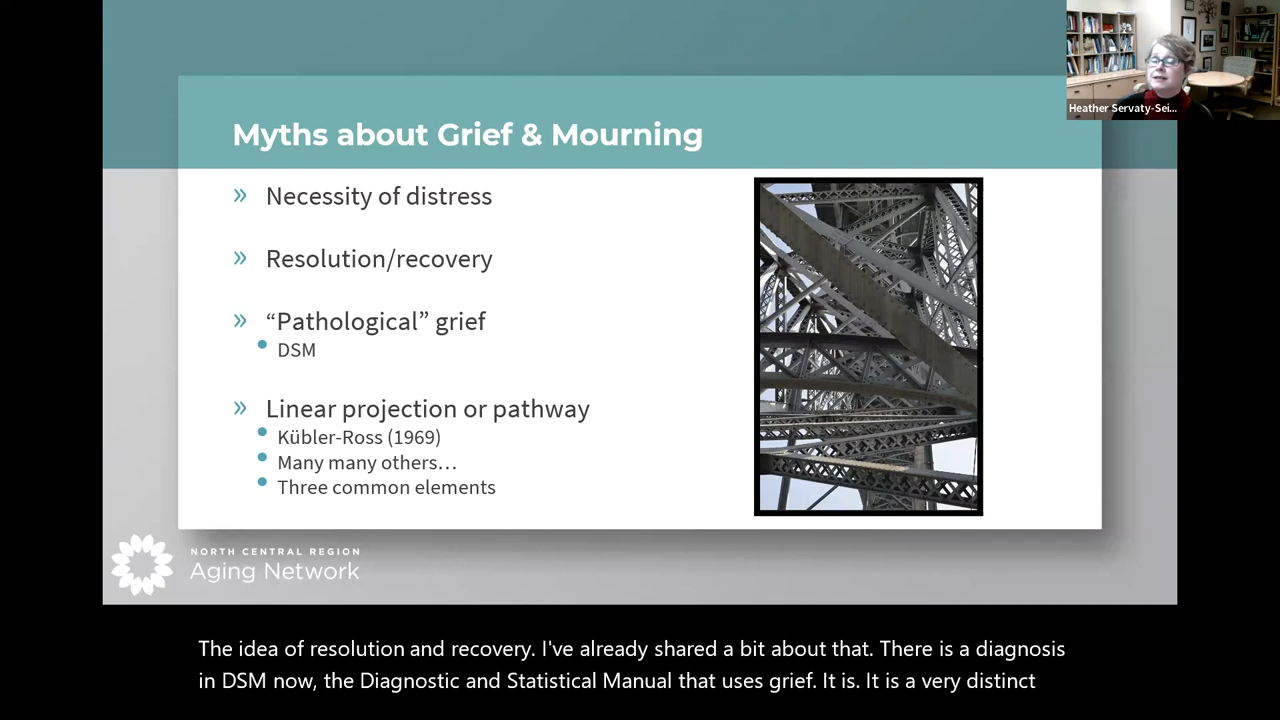 Heather Servaty-Sei...
Myths about Grief & Mourning
» Necessity of distress
» Resolution/recovery
» “Pathological” grief
• DSM
» Linear projection or pathway
• Kübler-Ross (1969)
• Many many others…
• Three common elements
NORTH CENTRAL REGION
Aging Network
The idea of resolution and recovery. I've already shared a bit about that. There is a diagnosis
in DSM now, the Diagnostic and Statistical Manual that uses grief. It is. It is a very distinct